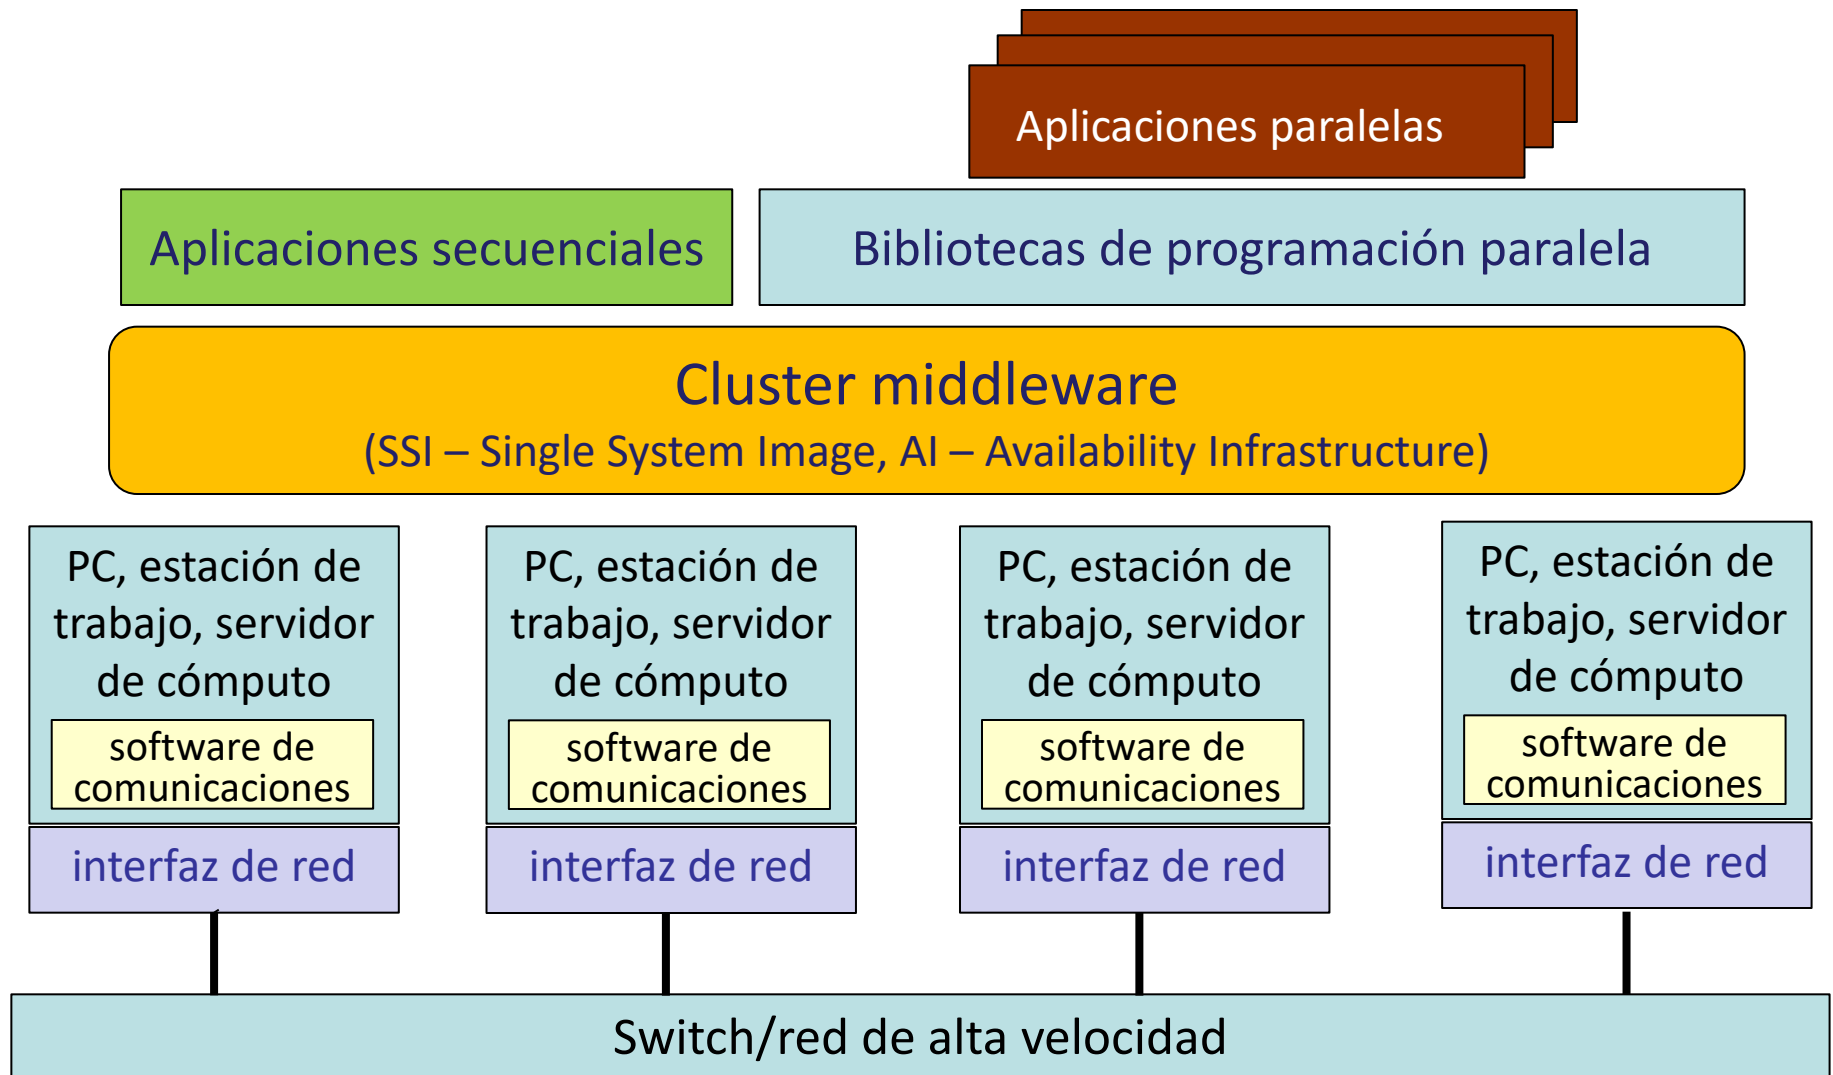 Aplicaciones paralelas
Aplicaciones secuenciales
Bibliotecas de programación paralela
Cluster middleware
(SSI – Single System Image, AI – Availability Infrastructure)
PC, estación de
trabajo, servidor
de cómputo
software de
comunicaciones
interfaz de red
PC, estación de
trabajo, servidor
de cómputo
software de
comunicaciones
interfaz de red
PC, estación de
trabajo, servidor
de cómputo
software de
comunicaciones
interfaz de red
PC, estación de
trabajo, servidor
de cómputo
software de
comunicaciones
interfaz de red
Switch/red de alta velocidad